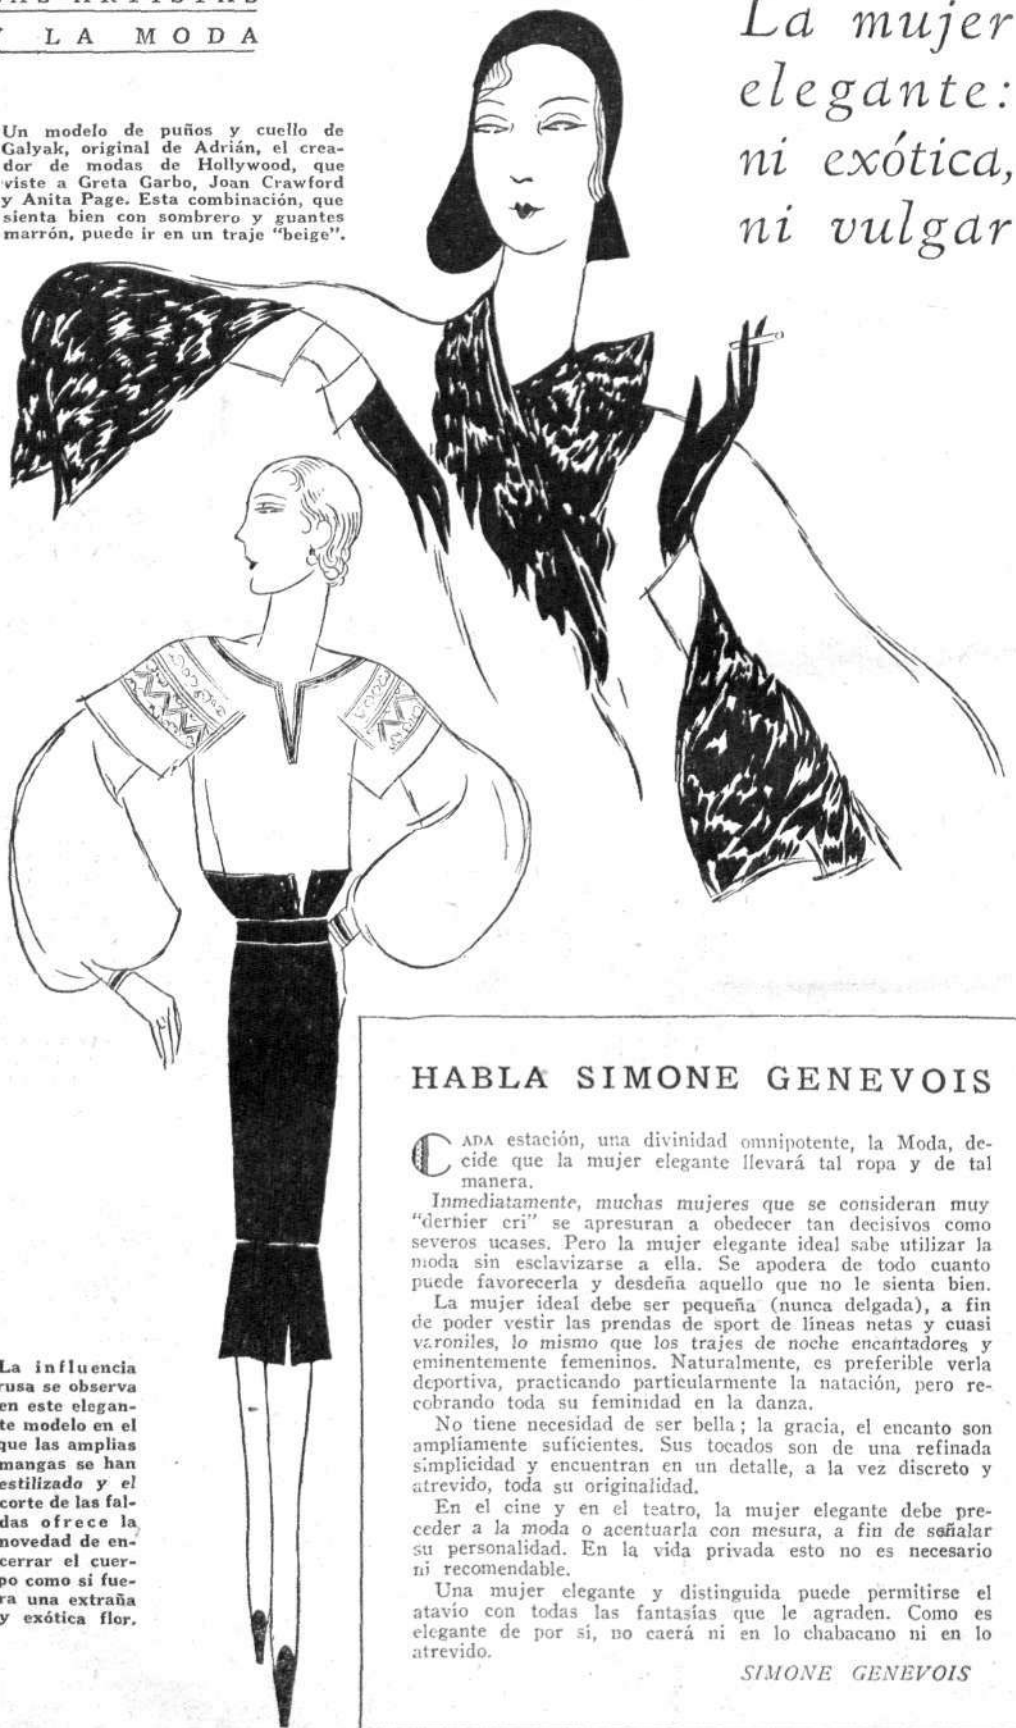 ARTISTAS
Y LA MODA
La mujer
elegante:
ni exótica,
ni vulgar
Un modelo de puños y cuello de
Galyak, original de Adrián, el crea-
dor de modas de Hollywood, que
viste a Greta Garbo, Joan Crawford
y Anita Page. Esta combinación, que
sienta bien con sombrero y guantes
marrón, puede ir en un traje "beige".
La influencia
rusa se observa
en este elegan-
te modelo en el
que las amplias
mangas se han
estilizado y el
corte de las fal-
das ofrece la
novedad de en-
cerrar el cuer-
po como si fue-
ra una extraña
y exótica flor.
HABLA SIMONE GENEVOIS
CADA estación, una divinidad omnipotente, la Moda, de-
cide que la mujer elegante llevará tal ropa y de tal
manera.
Inmediatamente, muchas mujeres que se consideran muy
"dernier cri" se apresuran a obedecer tan decisivos como
severos ucases. Pero la mujer elegante ideal sabe utilizar la
moda sin esclavizarse a ella. Se apodera de todo cuanto
puede favorecerla y desdeña aquello que no le sienta bien.
La mujer ideal debe ser pequeña (nunca delgada), a fin
de poder vestir las prendas de sport de líneas netas y cuasi
varoniles, lo mismo que los trajes de noche encantadores y
eminentemente femeninos. Naturalmente, es preferible verla
deportiva, practicando particularmente la natación, pero re-
cobrando toda su feminidad en la danza.
No tiene necesidad de ser bella; la gracia, el encanto son
ampliamente suficientes. Sus tocados son de una refinada
simplicidad y encuentran en un detalle, a la vez discreto y
atrevido, toda su originalidad.
En el cine y en el teatro, la mujer elegante debe pre-
ceder a la moda o acentuarla con mesura, a fin de señalar
su personalidad. En la vida privada esto no es necesario
ni recomendable.
Una mujer elegante y distinguida puede permitirse el
atavío con todas las fantasías que le agraden. Como es
elegante de por sí, no caerá ni en lo chabacano ni en lo
atrevido.
SIMONE GENEVOIS